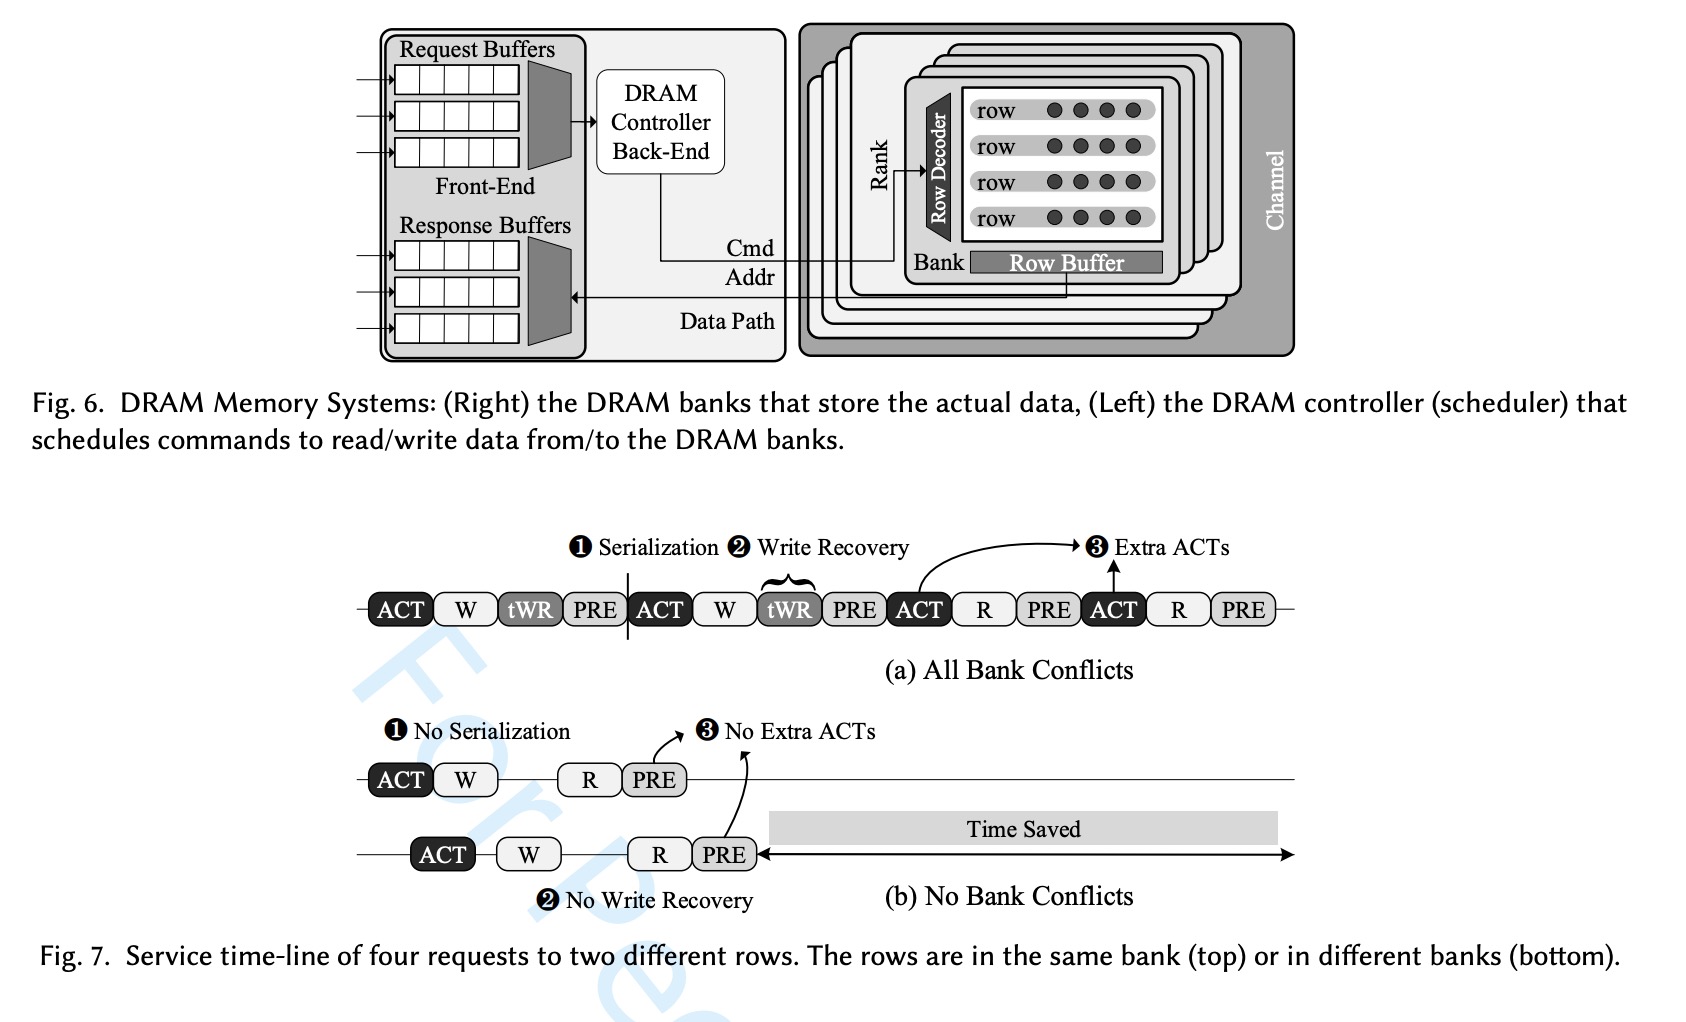 Request Buffers
Front-End
Response Buffers
DRAM
Controller
Back-End
Cmd
Addr
Data Path
Rank
Row Decoder
row
row
row
row
Bank
Row Buffer
Channel
Fig. 6. DRAM Memory Systems: (Right) the DRAM banks that store the actual data, (Left) the DRAM controller (scheduler) that
schedules commands to read/write data from/to the DRAM banks.
❶ Serialization ❷ Write Recovery ❸ Extra ACTs
ACT W tWR PRE ACT W tWR PRE ACT R PRE ACT R PRE
(a) All Bank Conflicts
❶ No Serialization ❸ No Extra ACTs
ACT W R PRE
Time Saved
ACT W R PRE
❷ No Write Recovery (b) No Bank Conflicts
Fig. 7. Service time-line of four requests to two different rows. The rows are in the same bank (top) or in different banks (bottom).
For Pe